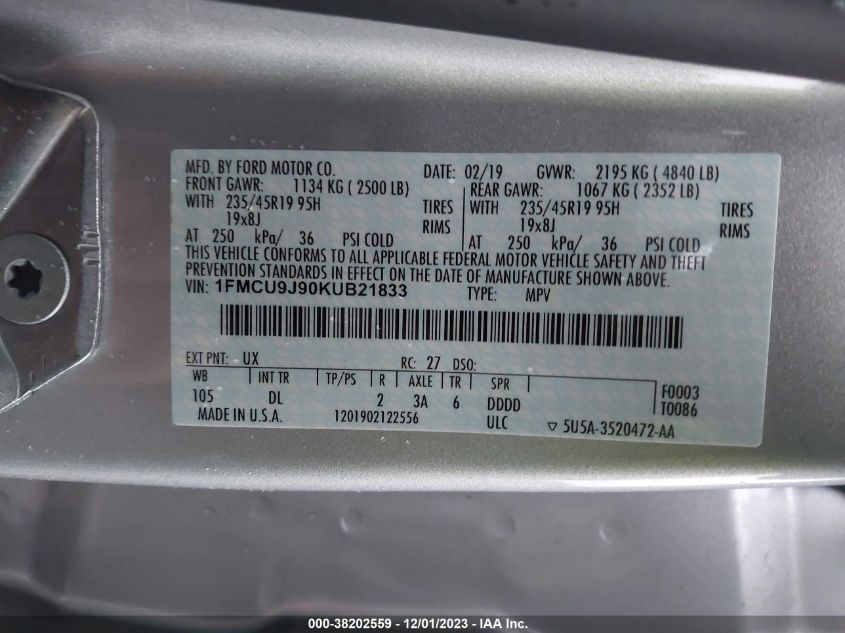 MFD. BY FORD MOTOR CO. DATE: 02/19 GVWR: 2195 KG ( 4840 LB)
FRONT GAWR: 1134 KG ( 2500 LB) REAR GAWR: 1067 KG ( 2352 LB)
WITH 235/45R19 95H TIRES WITH 235/45R19 95H TIRES
19x8J RIMS 19x8J RIMS
AT 250 kPa/ 36 PSI COLD AT 250 kPa/ 36 PSI COLD
THIS VEHICLE CONFORMS TO ALL APPLICABLE FEDERAL MOTOR VEHICLE SAFETY AND THEFT
PREVENTION STANDARDS IN EFFECT ON THE DATE OF MANUFACTURE SHOWN ABOVE.
VIN: 1FMCU9J90KUB21833 TYPE: MPV
EXT PNT: UX RC: 27 DSO:
WB INT TR TP/PS R AXLE TR SPR F0003
105 DL 2 3A 6 DDDD T0086
MADE IN U.S.A. 1201902122556 ULC ▽ 5U5A-3520472-AA
000-38202559 - 12/01/2023 - IAA Inc.